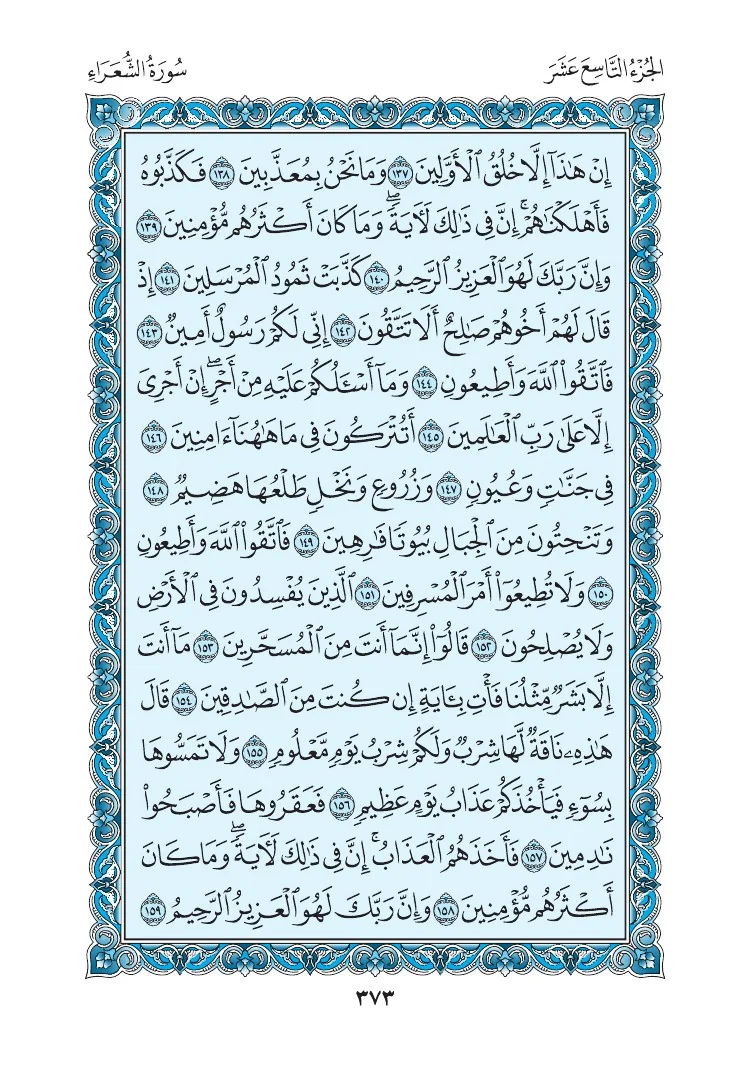 الجُزْءُ التَّاسِعَ عَشَرَ
سُورَةُ الشُّعَرَاءِ
إِنْ هَٰذَآ إِلَّا خُلُقُ ٱلْأَوَّلِينَ ١٣٧ وَمَا نَحْنُ بِمُعَذَّبِينَ ١٣٨ فَكَذَّبُوهُ
فَأَهْلَكْنَٰهُمْۚ إِنَّ فِى ذَٰلِكَ لَأٓيَةًۖ وَمَا كَانَ أَكْثَرُهُم مُّؤْمِنِينَ ١٣٩
وَإِنَّ رَبَّكَ لَهُوَ ٱلْعَزِيزُ ٱلرَّحِيمُ ١٤٠ كَذَّبَتْ ثَمُودُ ٱلْمُرْسَلِينَ ١٤١ إِذْ
قَالَ لَهُمْ أَخُوهُمْ صَٰلِحٌ أَلَا تَتَّقُونَ ١٤٢ إِنِّى لَكُمْ رَسُولٌ أَمِينٌ ١٤٣
فَٱتَّقُوا۟ ٱللَّهَ وَأَطِيعُونِ ١٤٤ وَمَآ أَسْـَٔلُكُمْ عَلَيْهِ مِنْ أَجْرٍۖ إِنْ أَجْرِىَ
إِلَّا عَلَىٰ رَبِّ ٱلْعَٰلَمِينَ ١٤٥ أَتُتْرَكُونَ فِى مَا هَٰهُنَآ ءَامِنِينَ ١٤٦
فِى جَنَّٰتٍ وَعُيُونٍ ١٤٧ وَزُرُوعٍ وَنَخْلٍ طَلْعُهَا هَضِيمٌ ١٤٨
وَتَنْحِتُونَ مِنَ ٱلْجِبَالِ بُيُوتًا فَٰرِهِينَ ١٤٩ فَٱتَّقُوا۟ ٱللَّهَ وَأَطِيعُونِ
١٥٠ وَلَا تُطِيعُوٓا۟ أَمْرَ ٱلْمُسْرِفِينَ ١٥١ ٱلَّذِينَ يُفْسِدُونَ فِى ٱلْأَرْضِ
وَلَا يُصْلِحُونَ ١٥٢ قَالُوٓا۟ إِنَّمَآ أَنتَ مِنَ ٱلْمُسَحَّرِينَ ١٥٣ مَآ أَنتَ
إِلَّا بَشَرٌ مِّثْلُنَا فَأْتِ بِـَٔايَةٍ إِن كُنتَ مِنَ ٱلصَّٰدِقِينَ ١٥٤ قَالَ
هَٰذِهِۦ نَاقَةٌ لَّهَا شِرْبٌ وَلَكُمْ شِرْبُ يَوْمٍ مَّعْلُومٍ ١٥٥ وَلَا تَمَسُّوهَا
بِسُوٓءٍ فَيَأْخُذَكُمْ عَذَابُ يَوْمٍ عَظِيمٍ ١٥٦ فَعَقَرُوهَا فَأَصْبَحُوا۟
نَٰدِمِينَ ١٥٧ فَأَخَذَهُمُ ٱلْعَذَابُۚ إِنَّ فِى ذَٰلِكَ لَأٓيَةًۖ وَمَا كَانَ
أَكْثَرُهُم مُّؤْمِنِينَ ١٥٨ وَإِنَّ رَبَّكَ لَهُوَ ٱلْعَزِيزُ ٱلرَّحِيمُ ١٥٩
٣٧٣